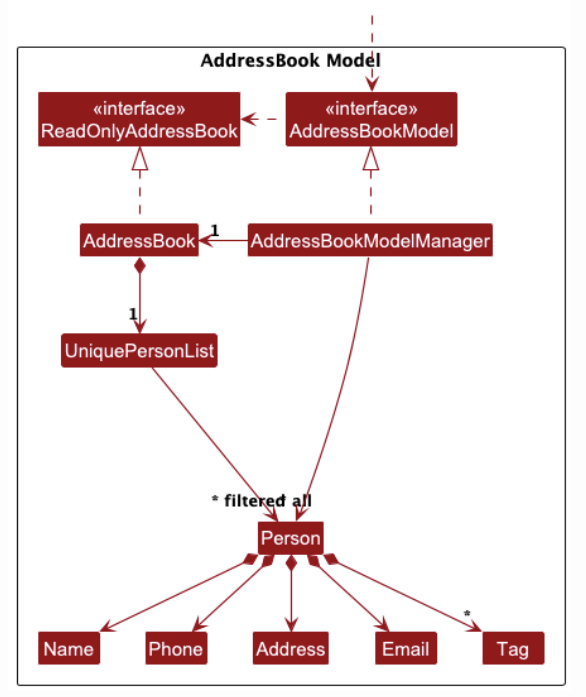 AddressBook Model
«interface»
ReadOnlyAddressBook
«interface»
AddressBookModel
AddressBook
1
AddressBookModelManager
1
UniquePersonList
* filtered all
Person
Name
Phone
Address
Email
*
Tag